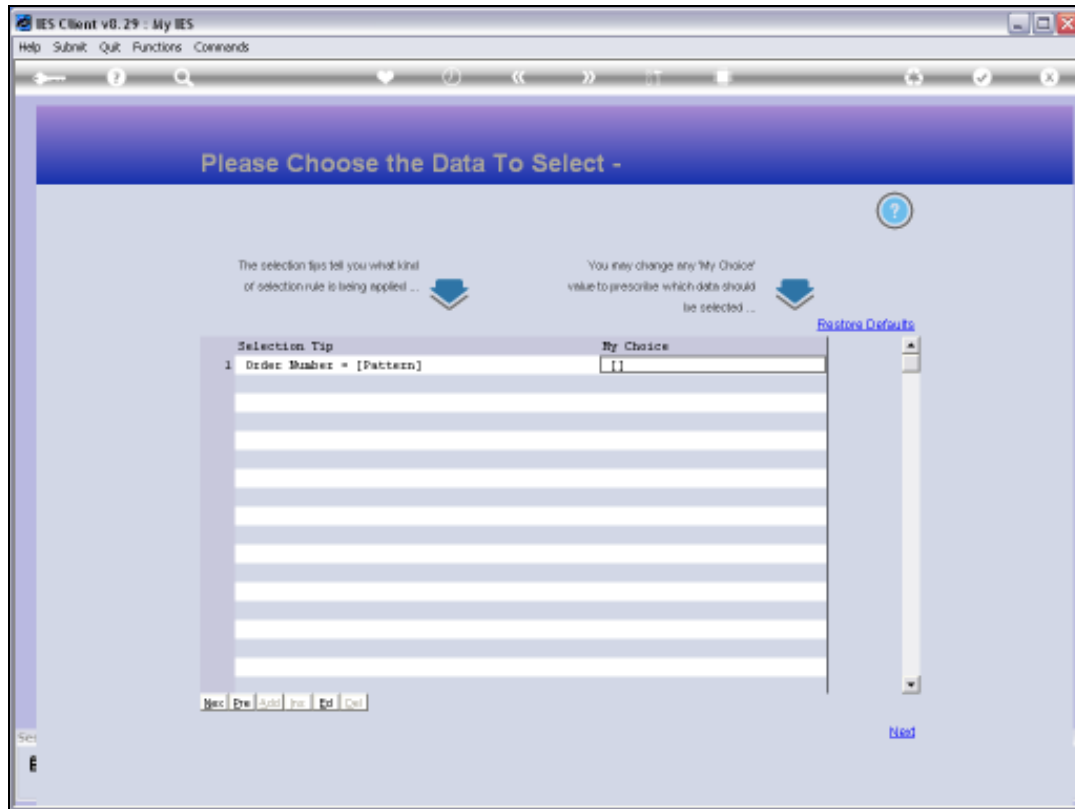 IES Client v8.29 : My IES
Help Submit Quit Functions Commands
Please Choose the Data To Select -
The selection tips tell you what kind
of selection rule is being applied ...
You may change any 'My Choice'
value to prescribe which data should
be selected ...
Restore Defaults
Selection Tip My Choice
1 Order Number = [Pattern] []
Nex Pre Add Ins Ed Del
Next